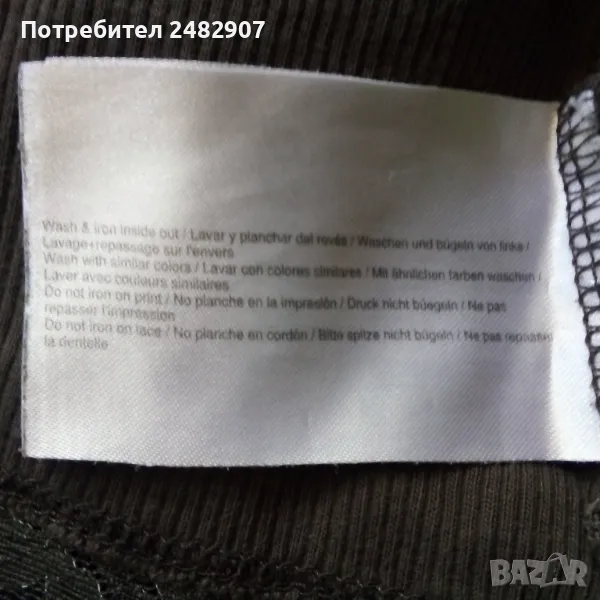 Потребител 2482907
Wash & iron inside out / Lavar y planchar del revés / Waschen und bügeln von links /
Lavage+repassage sur l'envers
Wash with similar colors / Lavar con colores similares / Mit ähnlichen farben waschen /
Laver avec couleurs similaires
Do not iron on print / No planche en la impresión / Druck nicht büegeln / Ne pas
repasser l'impression
Do not iron on lace / No planche en cordón / Bitte spitze nicht bügeln / Ne pas repasser
la dentelle
BAZAR